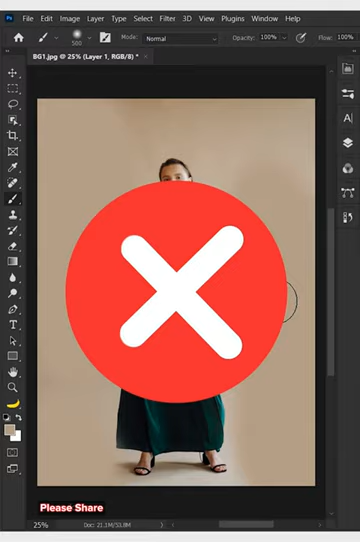 Ps File Edit Image Layer Type Select Filter 3D View Plugins Window Help
500 Mode: Normal Opacity: 100% Flow: 100%
BG1.jpg @ 25% (Layer 1, RGB/8) * ×
A|
T
Please Share
25% Doc: 21.1M/53.8M